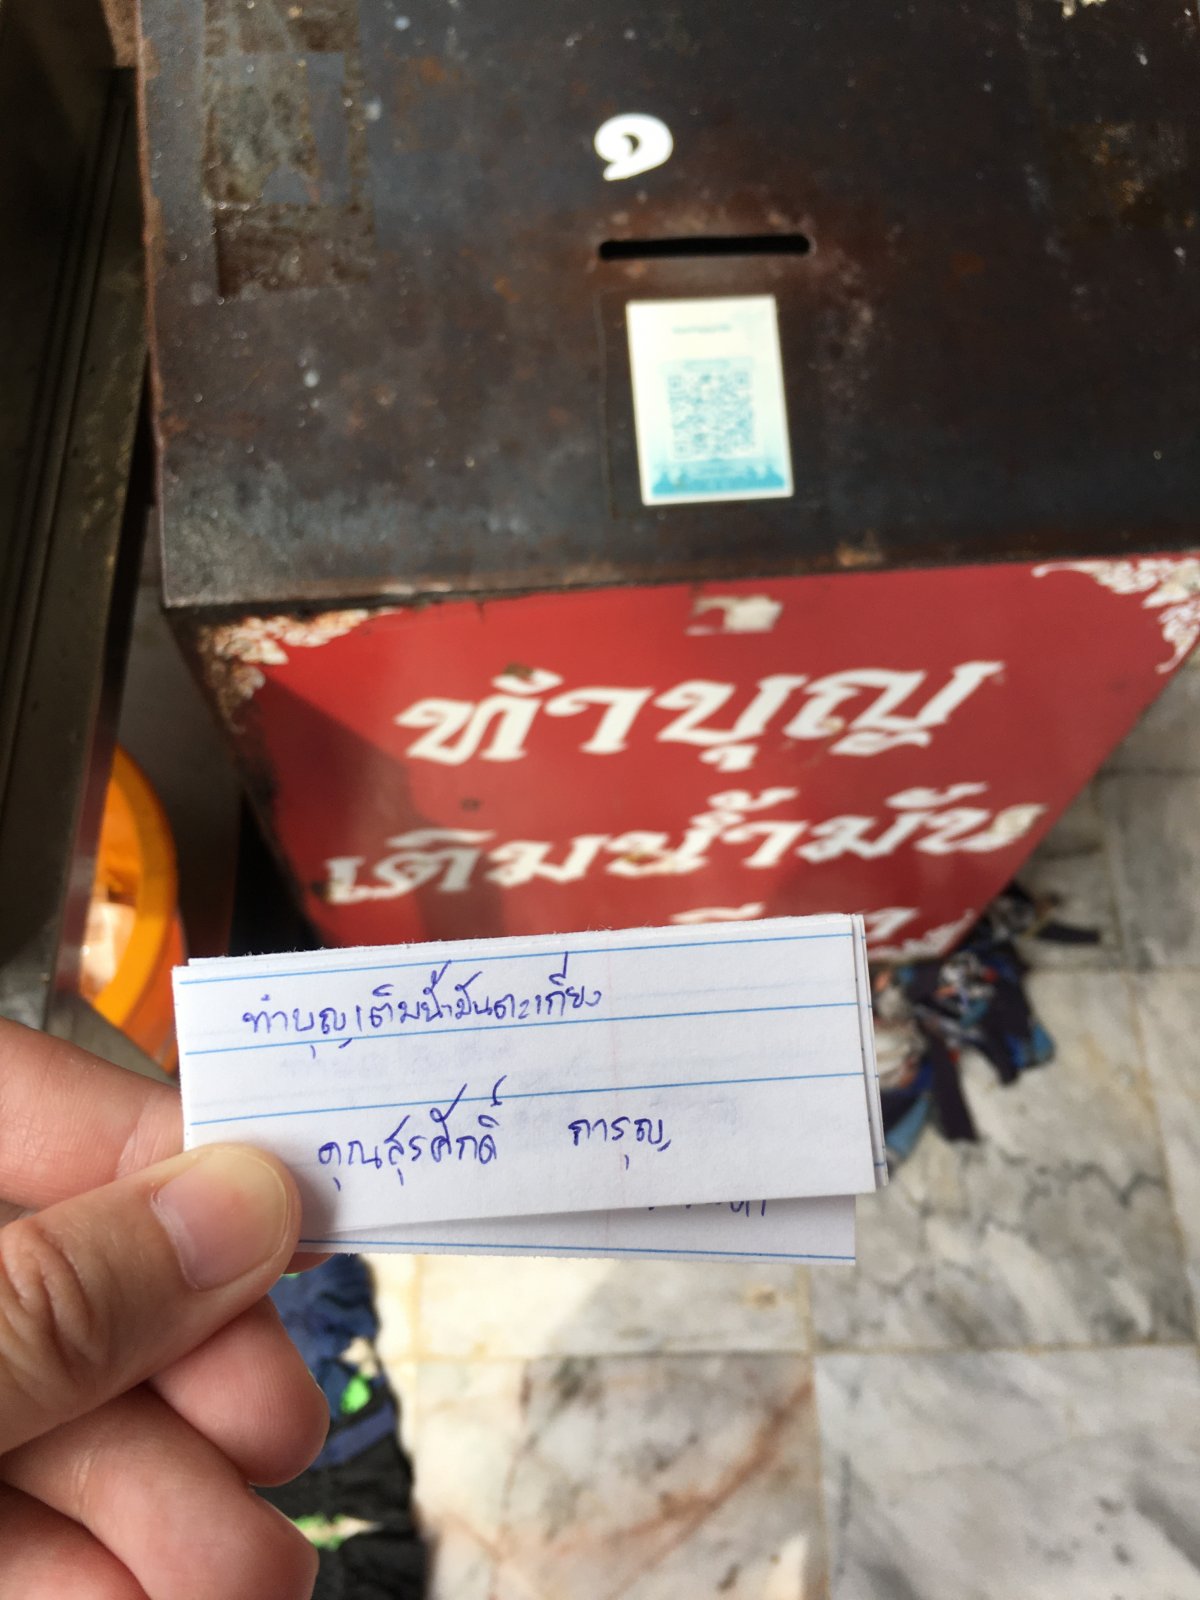 ๑
ทำบุญ
เติมน้ำมัน
ทำบุญเติมน้ำมันตะเกียง
คุณสุรศักดิ์ การุญ